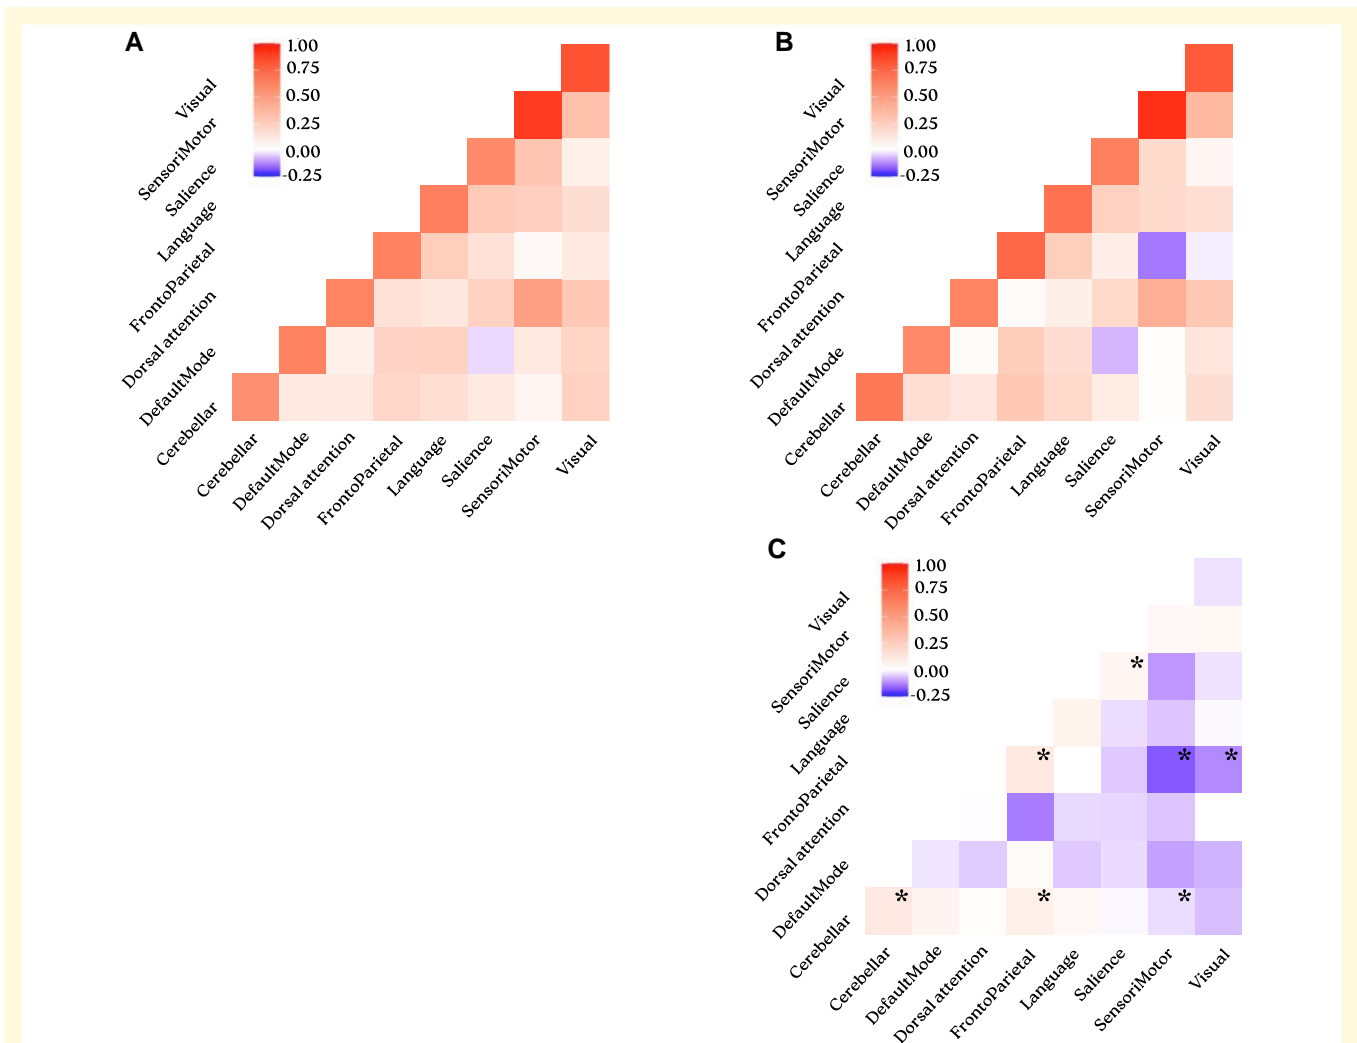 A
1.00
0.75
0.50
0.25
0.00
-0.25
Visual
SensoriMotor
Salience
Language
FrontoParietal
Dorsal attention
DefaultMode
Cerebellar
Cerebellar
DefaultMode
Dorsal attention
FrontoParietal
Language
Salience
SensoriMotor
Visual
B
1.00
0.75
0.50
0.25
0.00
-0.25
Visual
SensoriMotor
Salience
Language
FrontoParietal
Dorsal attention
DefaultMode
Cerebellar
Cerebellar
DefaultMode
Dorsal attention
FrontoParietal
Language
Salience
SensoriMotor
Visual
C
1.00
0.75
0.50
0.25
0.00
-0.25
Visual
SensoriMotor
Salience
Language
FrontoParietal
Dorsal attention
DefaultMode
Cerebellar
*
*
*
*
*
*
*
Cerebellar
DefaultMode
Dorsal attention
FrontoParietal
Language
Salience
SensoriMotor
Visual